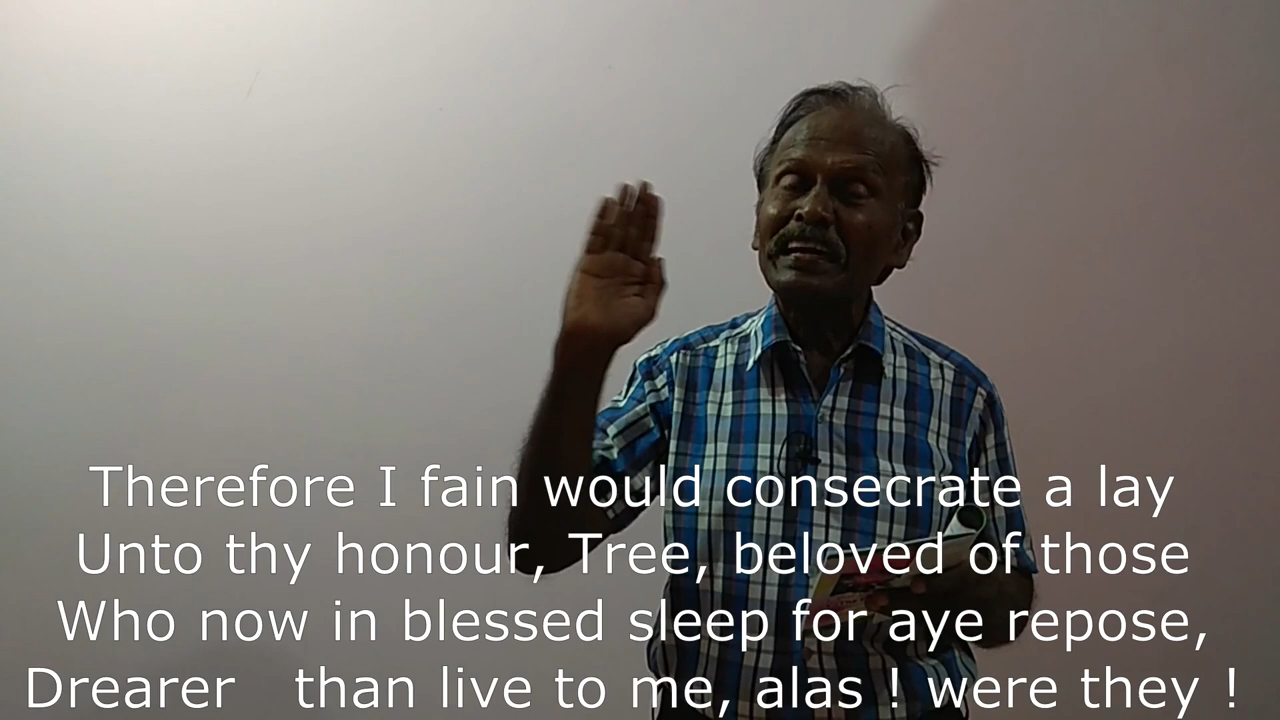 Therefore I fain would consecrate a lay
Unto thy honour, Tree, beloved of those
Who now in blessed sleep for aye repose,
Drearer than live to me, alas ! were they !